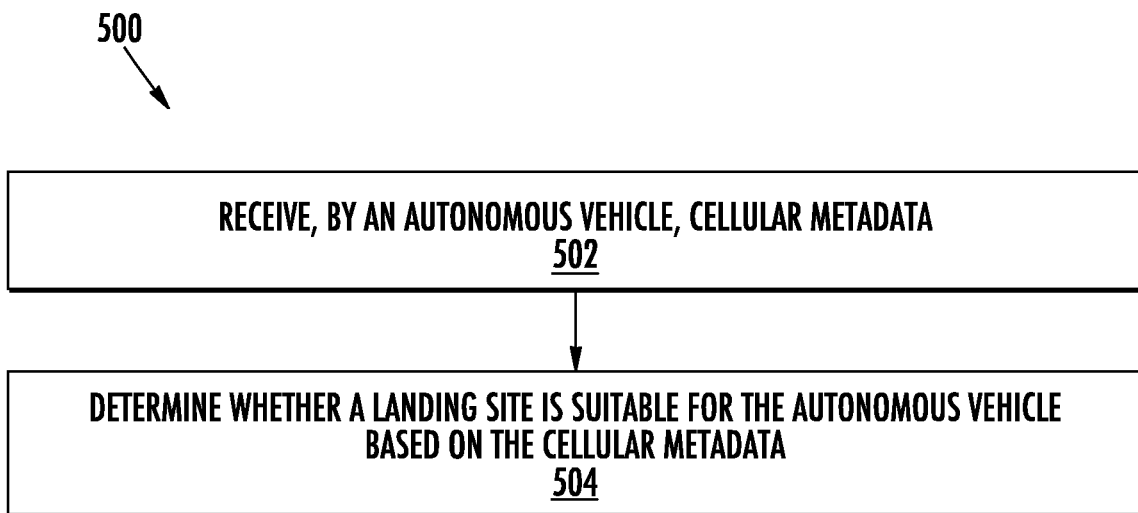 500
RECEIVE, BY AN AUTONOMOUS VEHICLE, CELLULAR METADATA
502
DETERMINE WHETHER A LANDING SITE IS SUITABLE FOR THE AUTONOMOUS VEHICLE
BASED ON THE CELLULAR METADATA
504